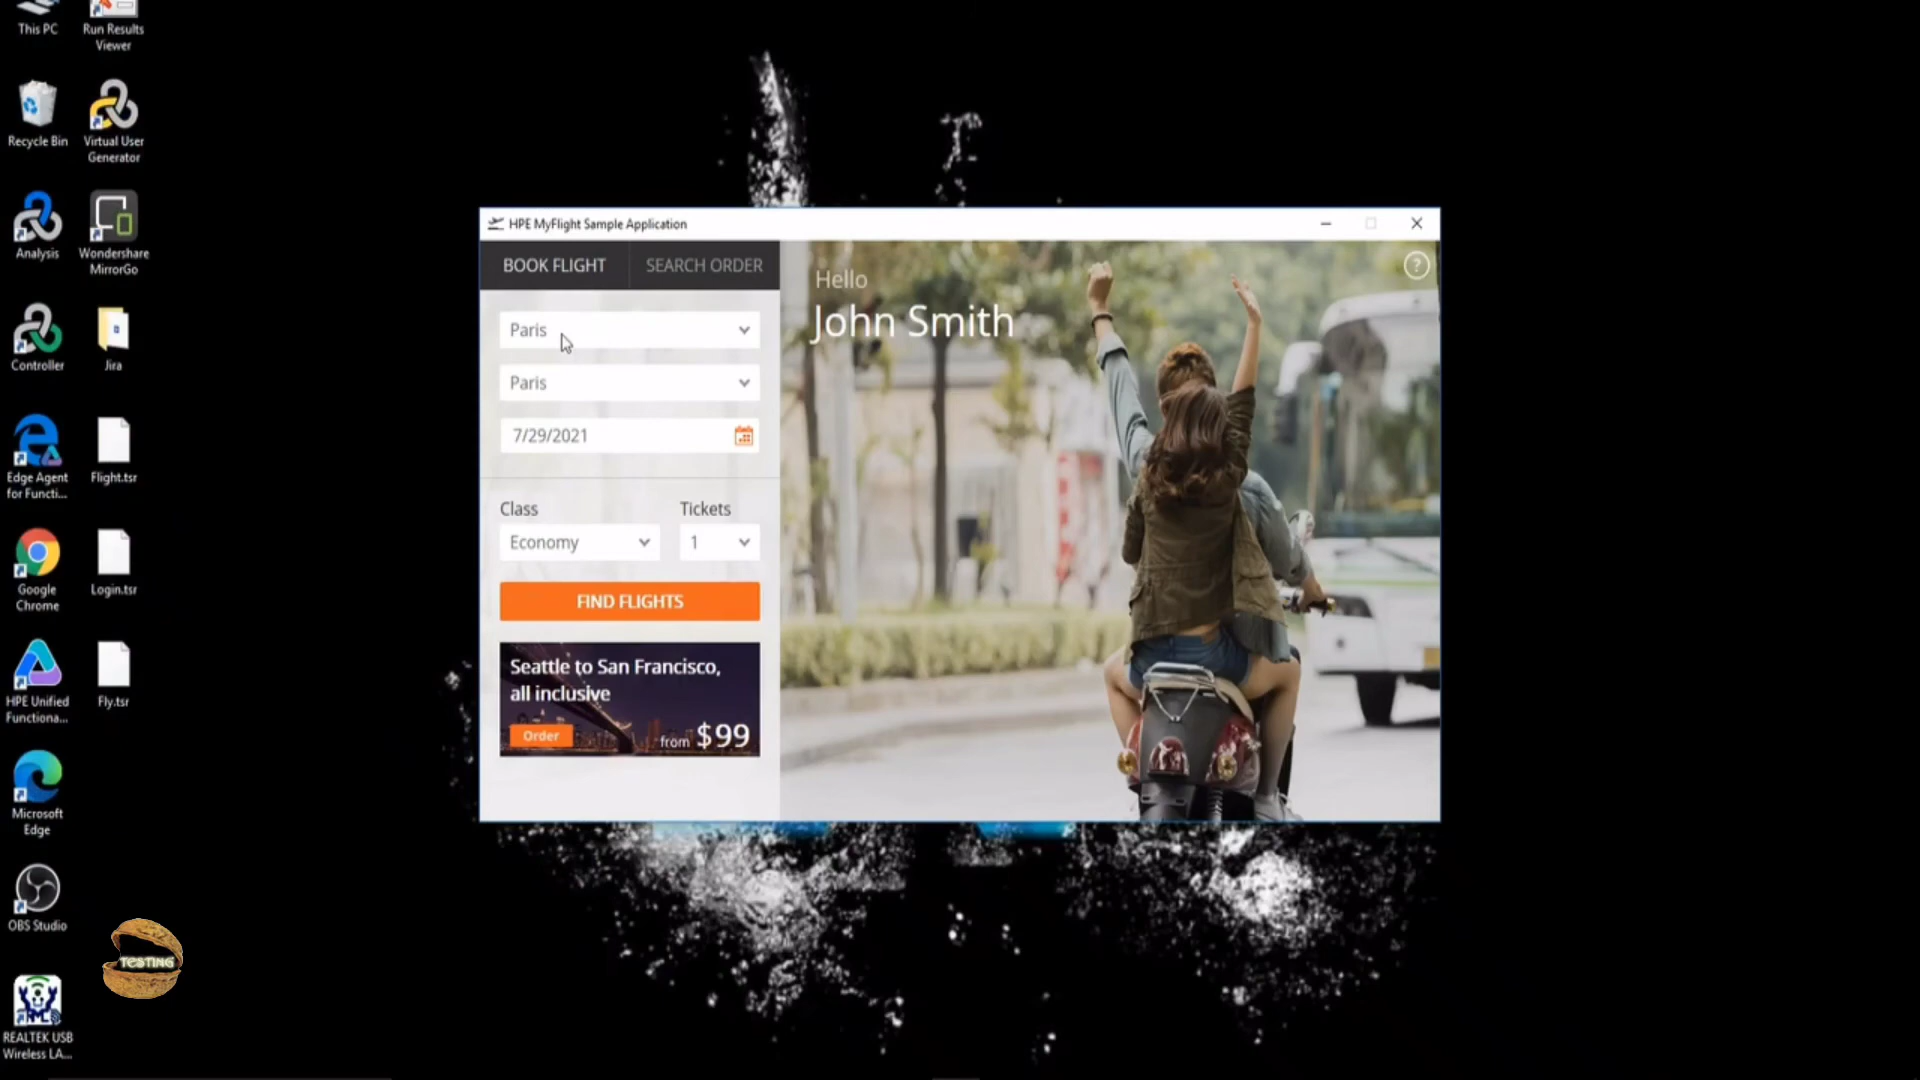 This PC
Run Results
Viewer
Recycle Bin
Virtual User
Generator
Analysis
Wondershare
MirrorGo
Controller
Jira
Edge Agent
for Functi...
Flight.tsr
Google
Chrome
Login.tsr
HPE Unified
Functiona...
Fly.tsr
Microsoft
Edge
OBS Studio
TESTING
REALTEK USB
Wireless LA...
HPE MyFlight Sample Application
BOOK FLIGHT
SEARCH ORDER
Paris
Paris
7/29/2021
Class
Tickets
Economy
1
FIND FLIGHTS
Seattle to San Francisco,
all inclusive
Order
from $99
Hello
John Smith
?